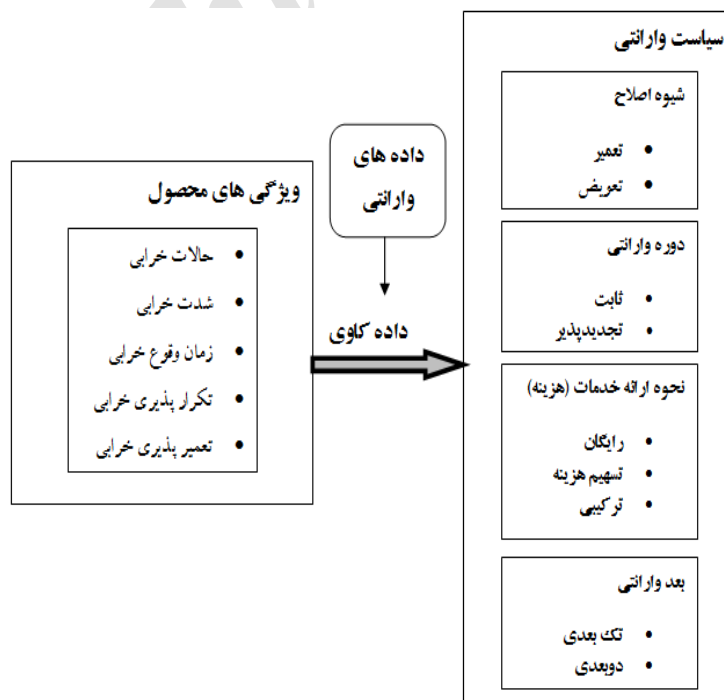 سیاست وارانتی
شیوه اصلاح
• تعمیر
• تعویض
دوره وارانتی
• ثابت
• تجدیدپذیر
نحوه ارائه خدمات (هزینه)
• رایگان
• تسهیم هزینه
• ترکیبی
بعد وارانتی
• تک بعدی
• دوبعدی
داده های
وارانتی
داده کاوی
ویژگی های محصول
• حالات خرابی
• شدت خرابی
• زمان وقوع خرابی
• تکرار پذیری خرابی
• تعمیر پذیری خرابی